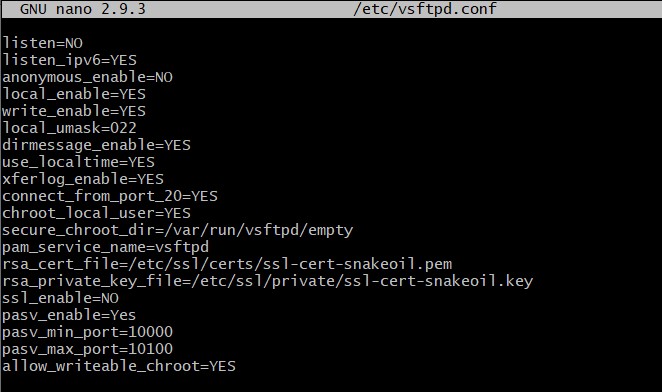 GNU nano 2.9.3 /etc/vsftpd.conf
listen=NO
listen_ipv6=YES
anonymous_enable=NO
local_enable=YES
write_enable=YES
local_umask=022
dirmessage_enable=YES
use_localtime=YES
xferlog_enable=YES
connect_from_port_20=YES
chroot_local_user=YES
secure_chroot_dir=/var/run/vsftpd/empty
pam_service_name=vsftpd
rsa_cert_file=/etc/ssl/certs/ssl-cert-snakeoil.pem
rsa_private_key_file=/etc/ssl/private/ssl-cert-snakeoil.key
ssl_enable=NO
pasv_enable=Yes
pasv_min_port=10000
pasv_max_port=10100
allow_writeable_chroot=YES